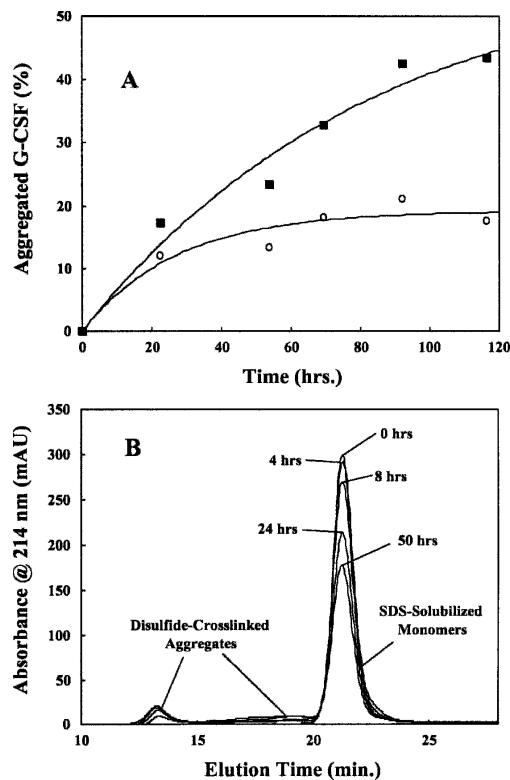 50
40
30
20
10
0
A
Aggregated G-CSF (%)
0 20 40 60 80 100 120
Time (hrs.)
350
300
250
200
150
100
50
0
B
Absorbance @ 214 nm (mAU)
0 hrs
4 hrs
8 hrs
24 hrs
50 hrs
Disulfide-Crosslinked
Aggregates
SDS-Solubilized
Monomers
10 15 20 25
Elution Time (min.)